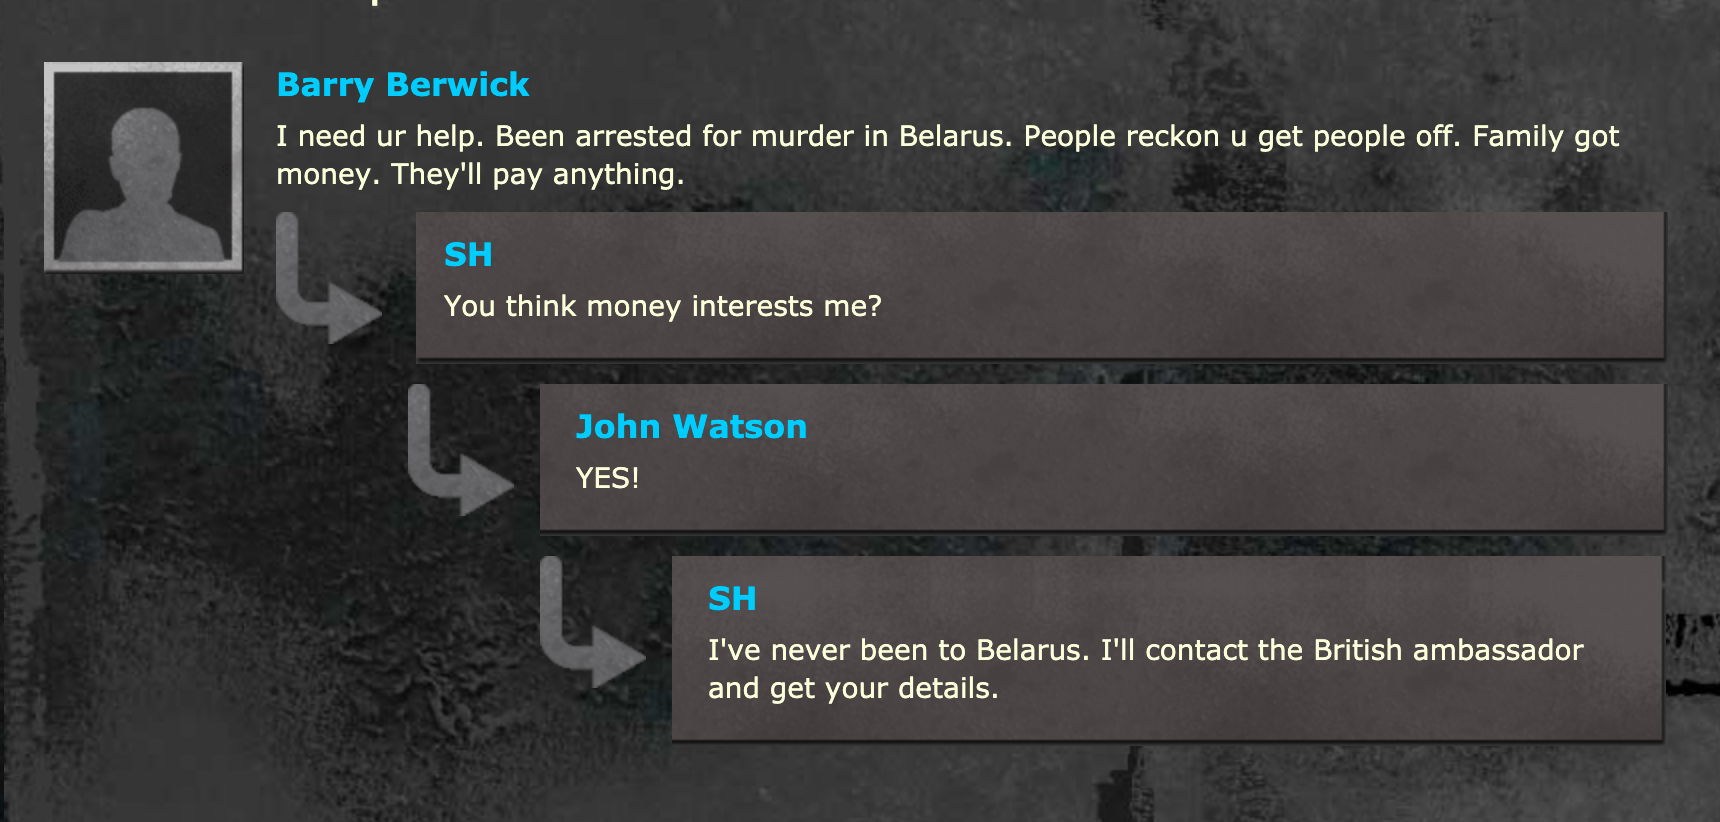 Barry Berwick
I need ur help. Been arrested for murder in Belarus. People reckon u get people off. Family got
money. They'll pay anything.
SH
You think money interests me?
John Watson
YES!
SH
I've never been to Belarus. I'll contact the British ambassador
and get your details.